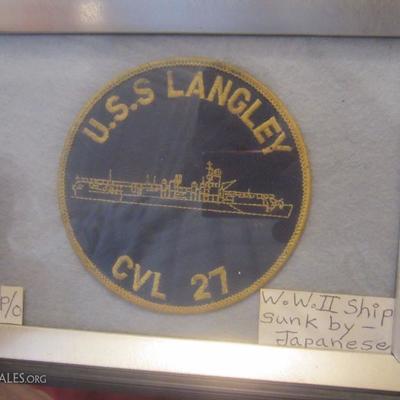 U.S.S LANGLEY
CVL 27
P/O
W.W.II Ship
sunk by -
Japanese
ALES.ORG